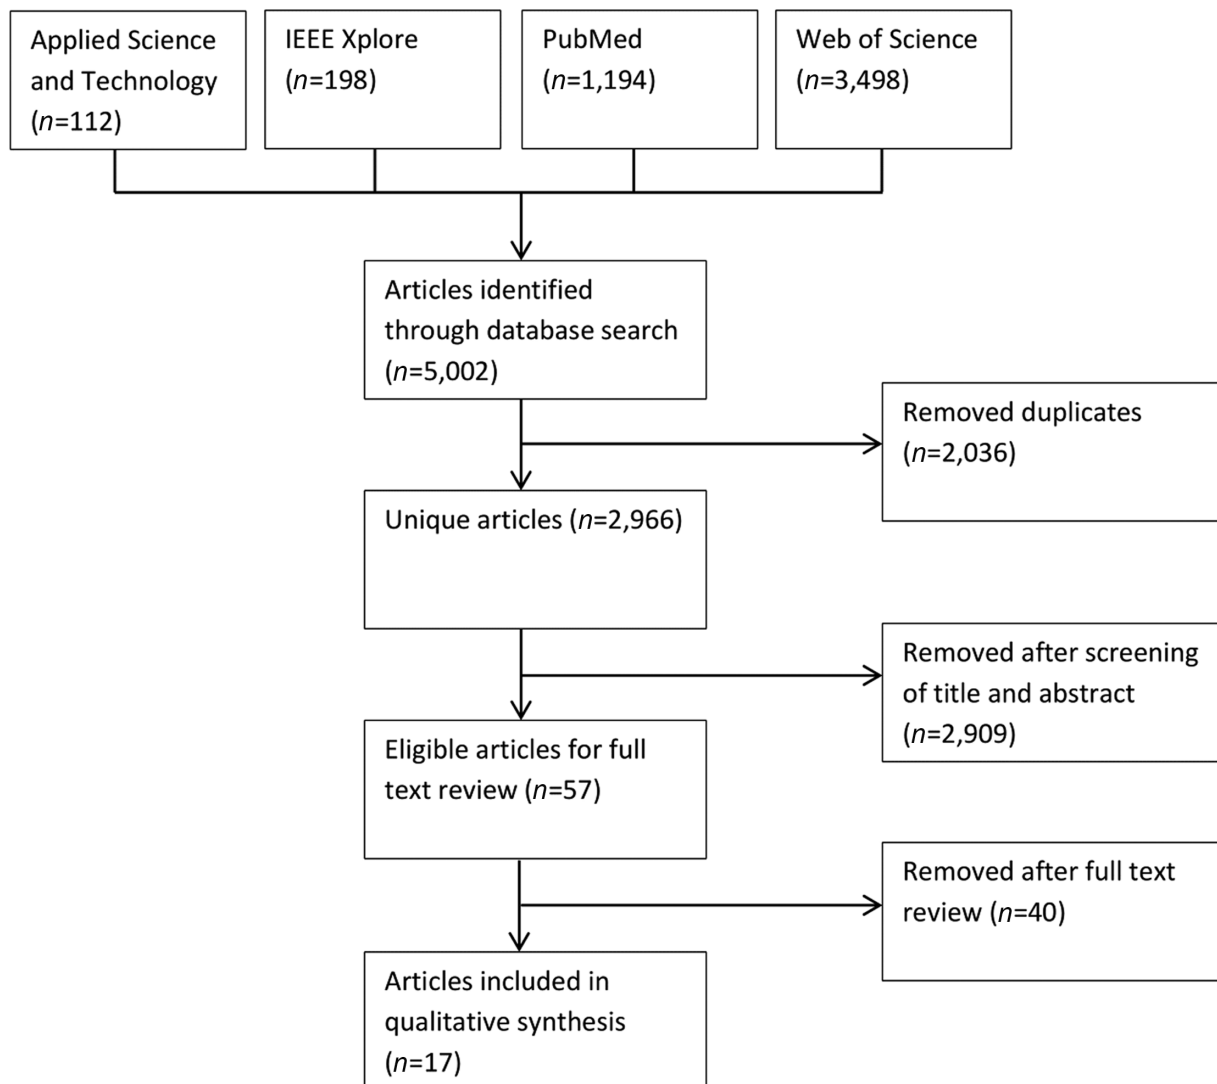 Applied Science
and Technology
(n=112)
IEEE Xplore
(n=198)
PubMed
(n=1,194)
Web of Science
(n=3,498)
Articles identified
through database search
(n=5,002)
Removed duplicates
(n=2,036)
Unique articles (n=2,966)
Removed after screening
of title and abstract
(n=2,909)
Eligible articles for full
text review (n=57)
Removed after full text
review (n=40)
Articles included in
qualitative synthesis
(n=17)